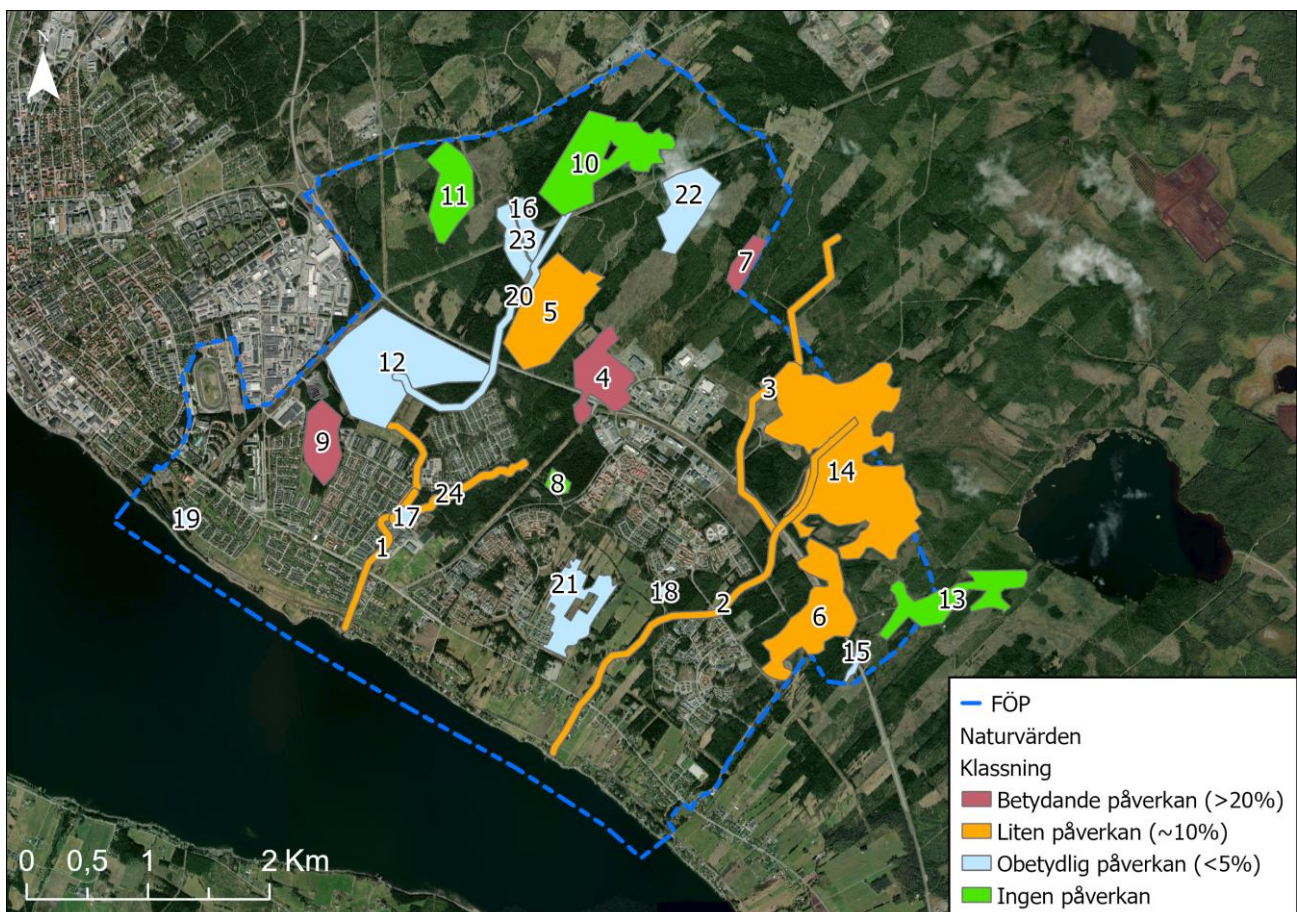 N
10
11
22
16
23
7
20
5
12
4
3
9
14
8
24
17
19
1
21
18
2
13
6
15
FÖP
Naturvärden
Klassning
Betydande påverkan (>20%)
Liten påverkan (~10%)
Obetydlig påverkan (<5%)
Ingen påverkan
0 0,5 1 2 Km